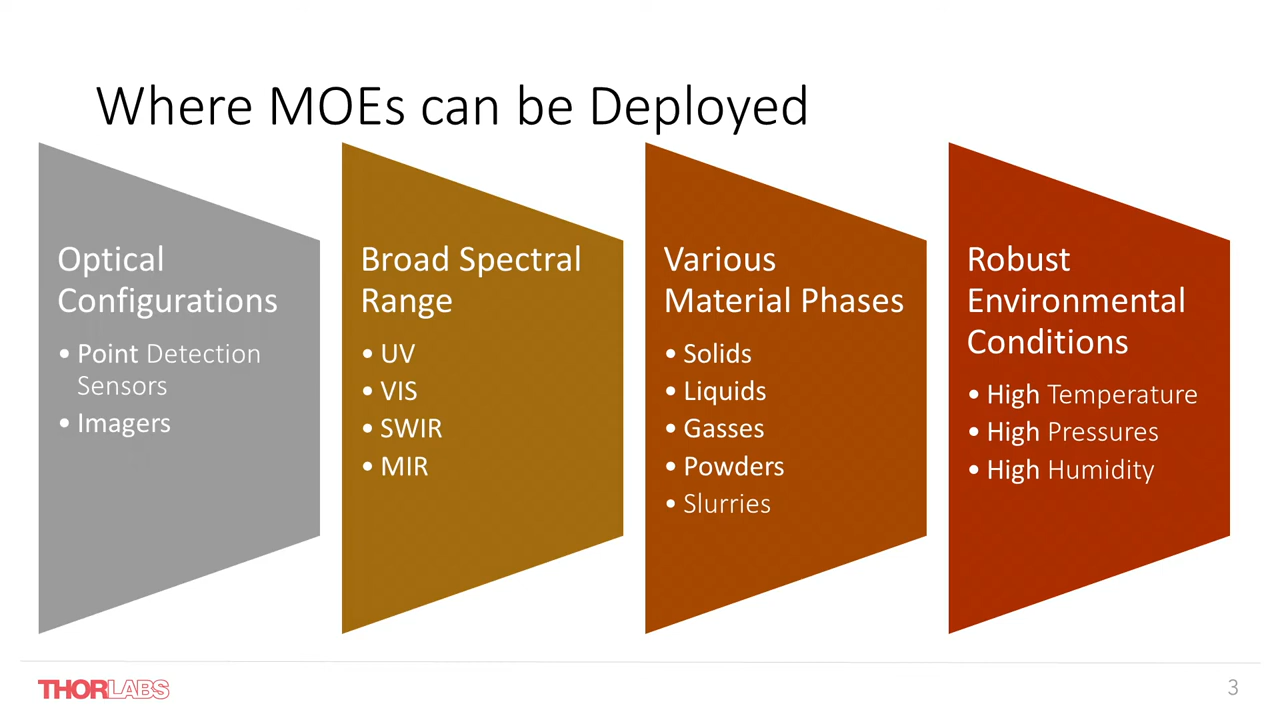 Where MOEs can be Deployed
Optical
Configurations
• Point Detection
Sensors
• Imagers
Broad Spectral
Range
• UV
• VIS
• SWIR
• MIR
Various
Material Phases
• Solids
• Liquids
• Gasses
• Powders
• Slurries
Robust
Environmental
Conditions
• High Temperature
• High Pressures
• High Humidity
THORLABS
3